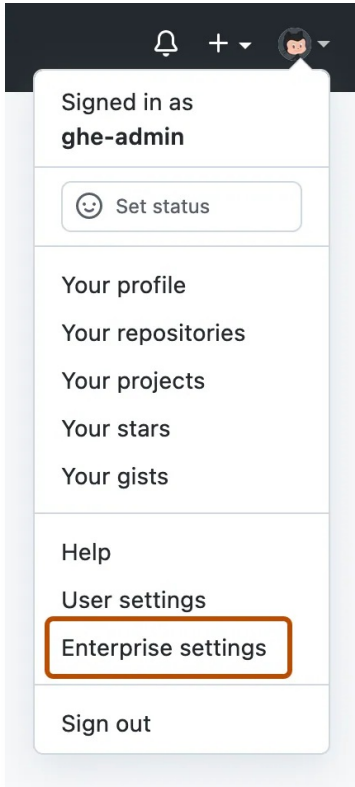 Signed in as
ghe-admin
Set status
Your profile
Your repositories
Your projects
Your stars
Your gists
Help
User settings
Enterprise settings
Sign out